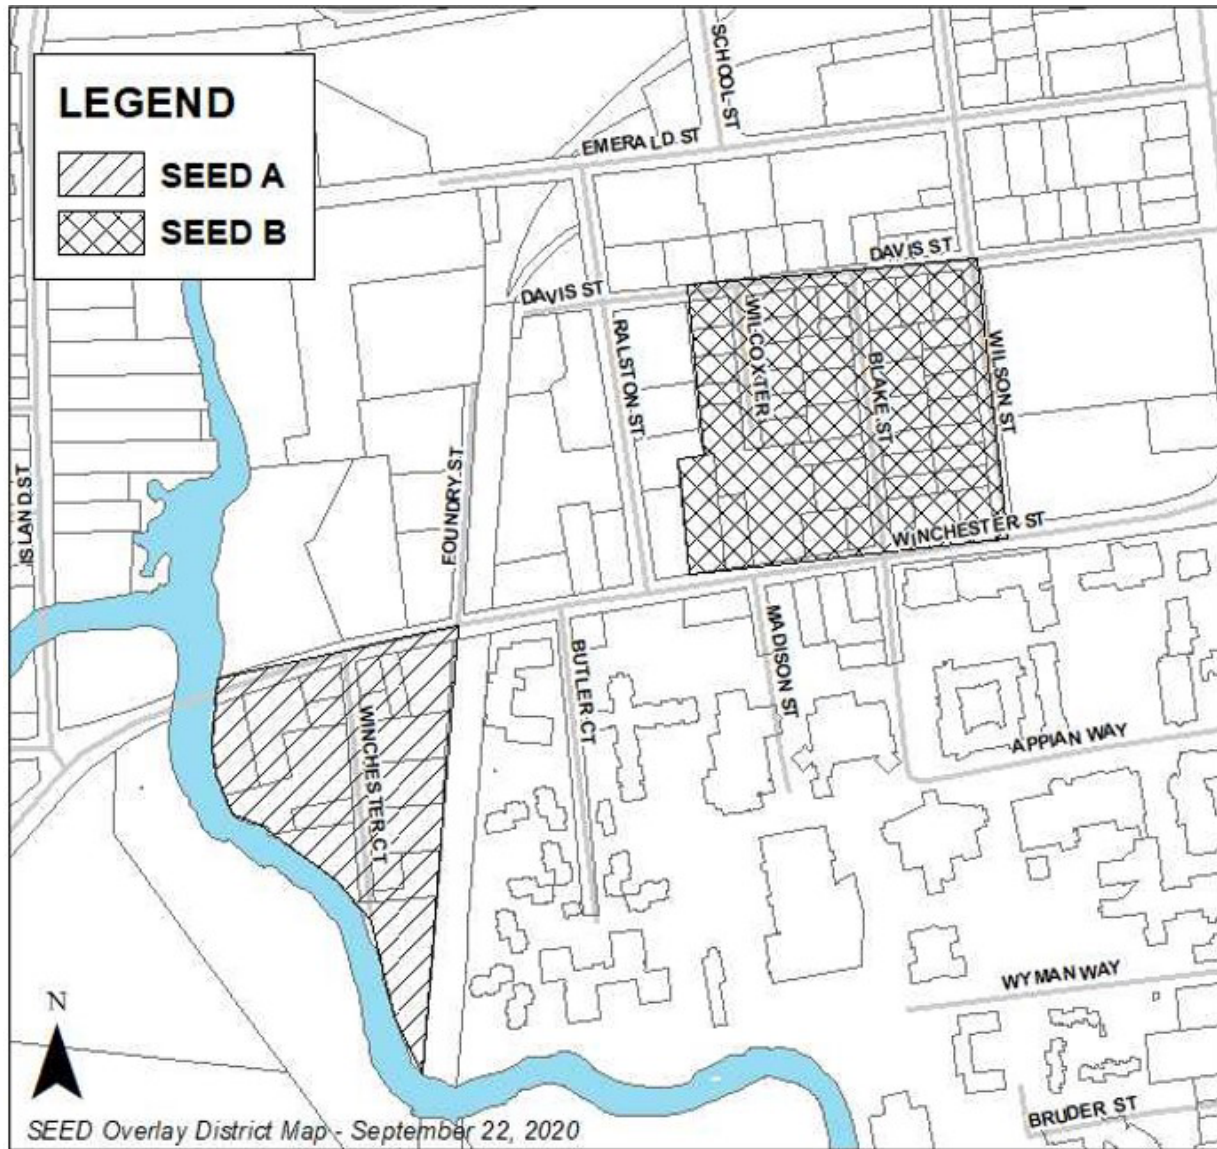 LEGEND
SEED A
SEED B
SCHOOL ST
EMERALD ST
DAVIS ST
DAVIS ST
WILCOX TER
RALSTON ST
BLAKE ST
WILSON ST
ISLAND ST
FOUNDRY ST
WINCHESTER ST
MADISON ST
BUTLER CT
WINCHESTER CT
APPIAN WAY
WYMAN WAY
BRUDER ST
N
SEED Overlay District Map - September 22, 2020